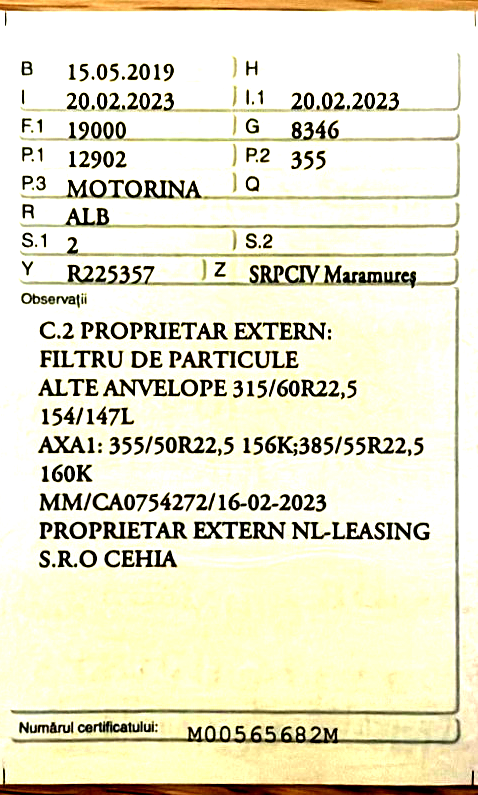 B 15.05.2019 H
I 20.02.2023 I.1 20.02.2023
F.1 19000 G 8346
P.1 12902 P.2 355
P.3 MOTORINA Q
R ALB
S.1 2 S.2
Y R225357 Z SRPCIV Maramureş
Observaţii
C.2 PROPRIETAR EXTERN:
FILTRU DE PARTICULE
ALTE ANVELOPE 315/60R22,5
154/147L
AXA1: 355/50R22,5 156K;385/55R22,5
160K
MM/CA0754272/16-02-2023
PROPRIETAR EXTERN NL-LEASING
S.R.O CEHIA
Numărul certificatului: M00565682M